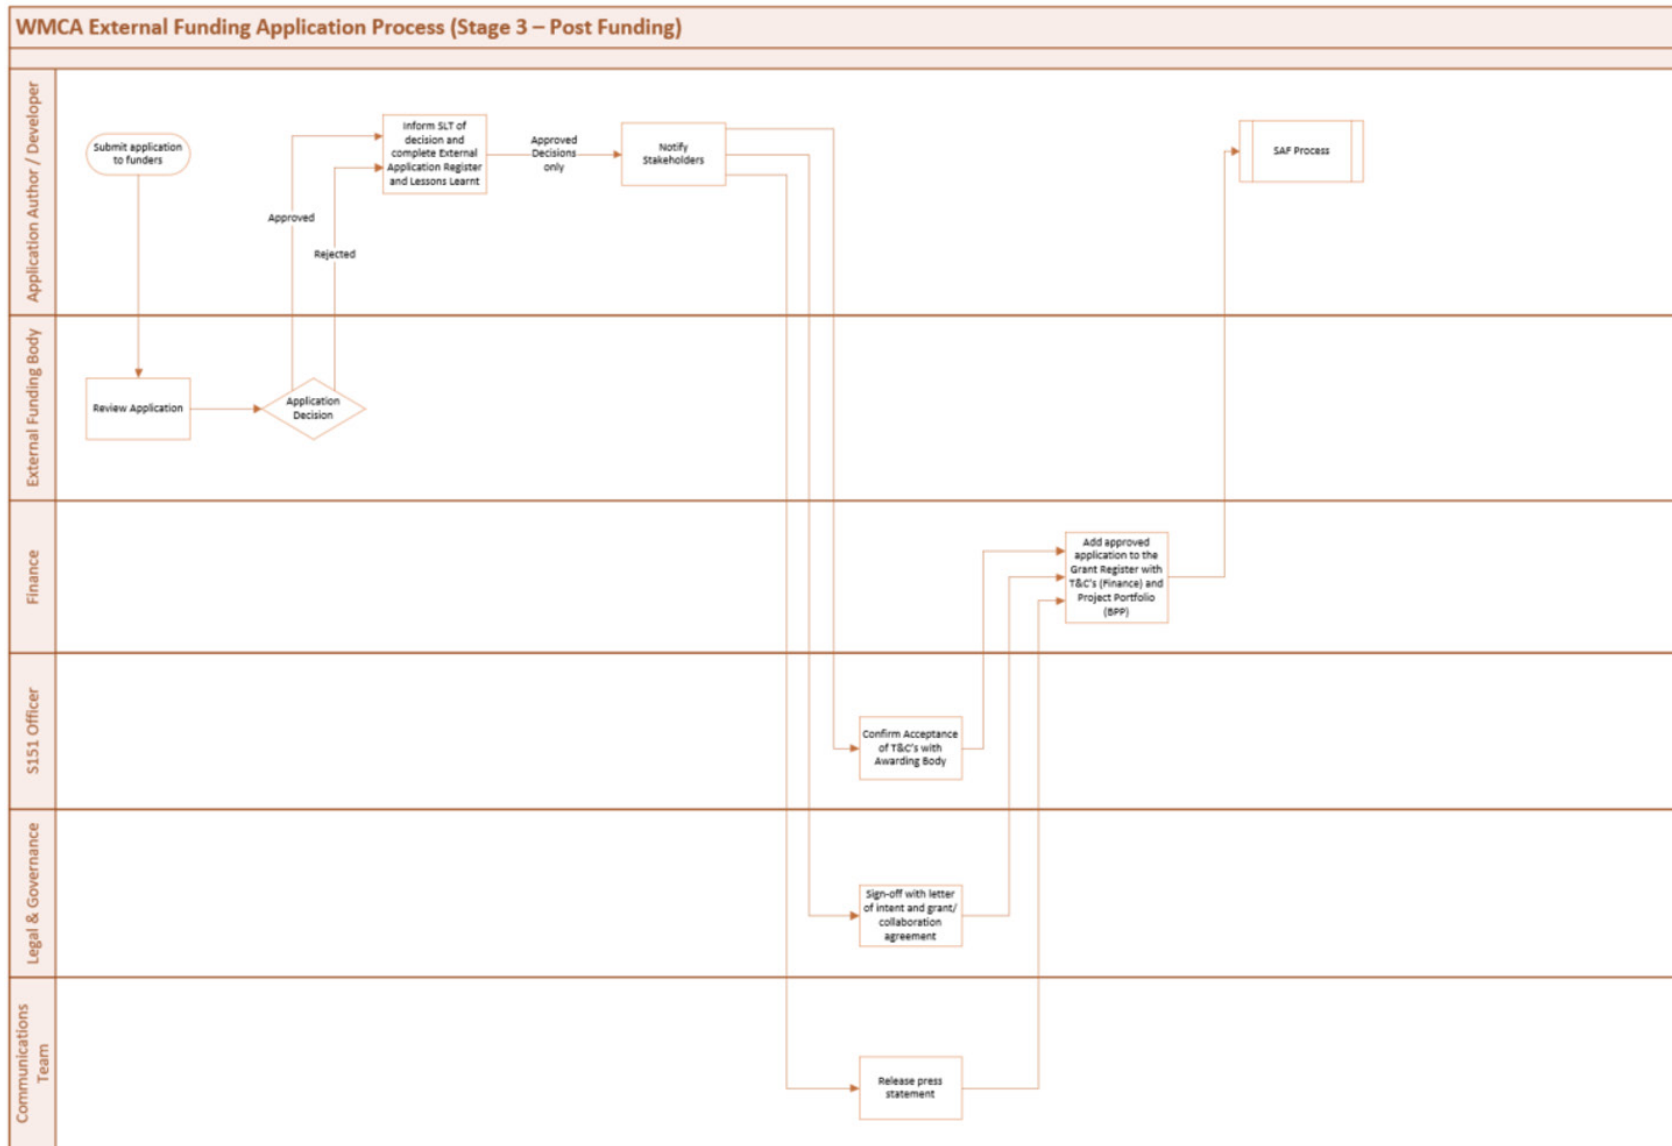 WMCA External Funding Application Process (Stage 3 – Post Funding)
Application Author / Developer
Submit application
to funders
Inform SLT of
decision and
complete External
Application Register
and Lessons Learnt
Approved
Decisions
only
Notify
Stakeholders
SAF Process
Approved
Rejected
External Funding Body
Review Application
Application
Decision
Finance
Add approved
application to the
Grant Register with
T&C's (Finance) and
Project Portfolio
(BPP)
S151 Officer
Confirm Acceptance
of T&C's with
Awarding Body
Legal & Governance
Sign-off with letter
of intent and grant/
collaboration
agreement
Communications
Team
Release press
statement